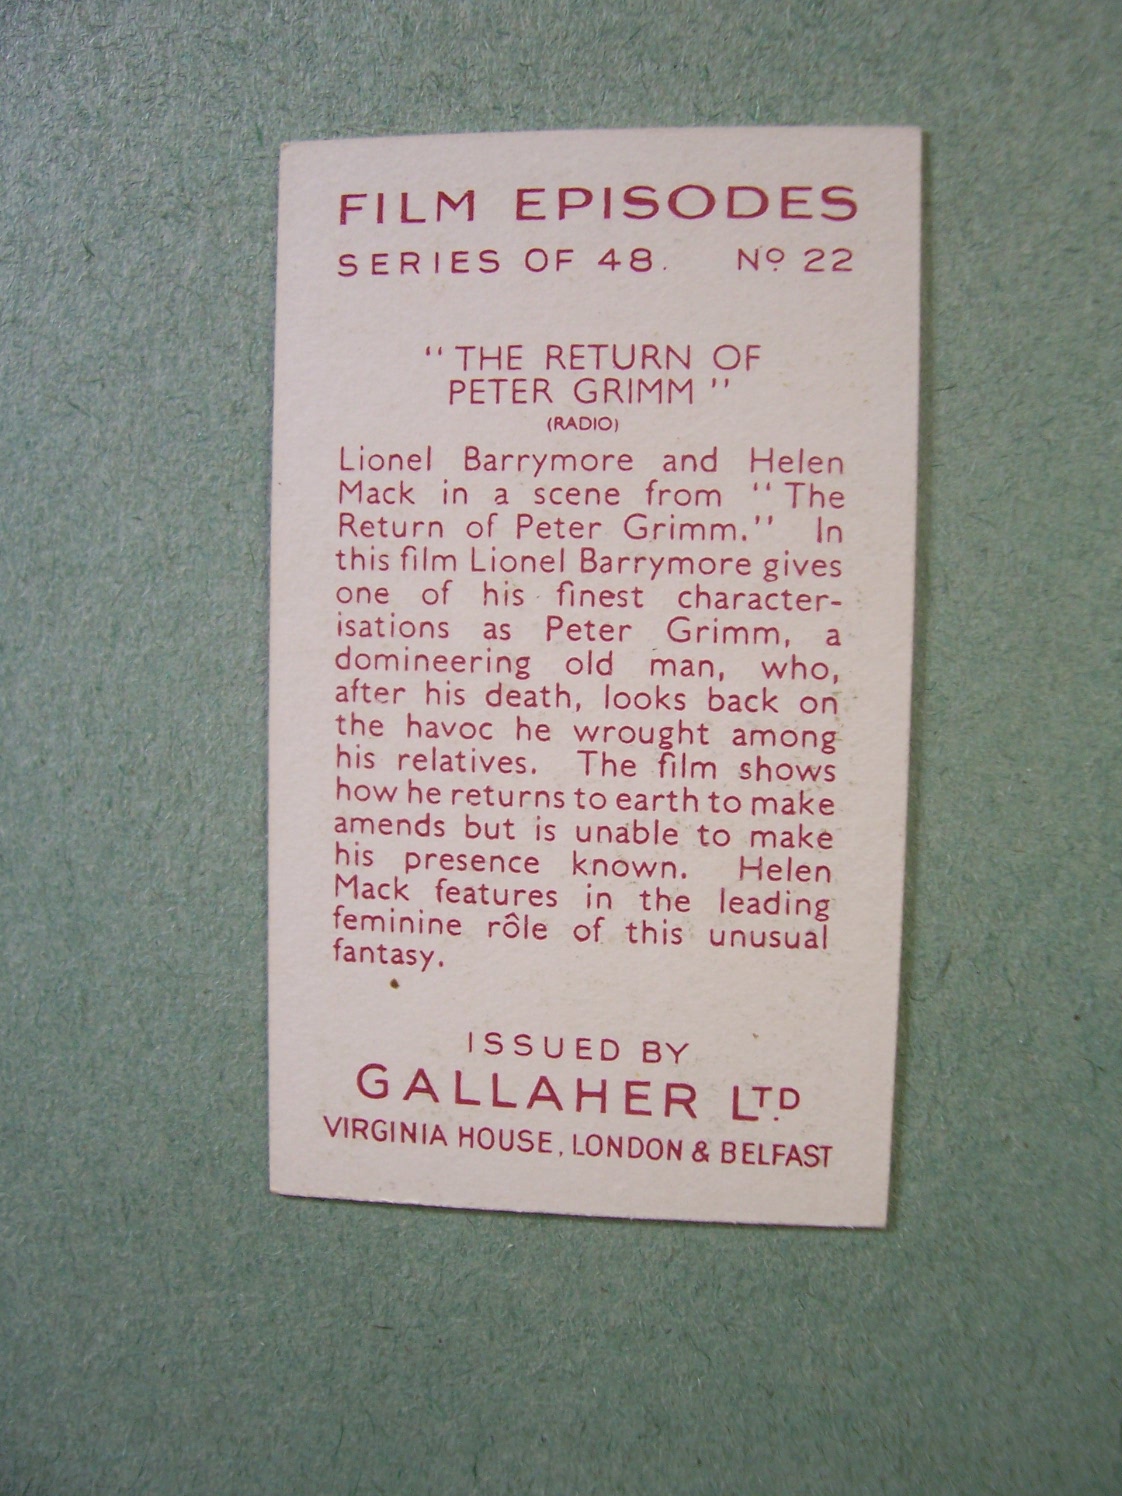 FILM EPISODES
SERIES OF 48. Nº 22
"THE RETURN OF
PETER GRIMM"
(RADIO)
Lionel Barrymore and Helen
Mack in a scene from "The
Return of Peter Grimm." In
this film Lionel Barrymore gives
one of his finest character-
isations as Peter Grimm, a
domineering old man, who,
after his death, looks back on
the havoc he wrought among
his relatives. The film shows
how he returns to earth to make
amends but is unable to make
his presence known. Helen
Mack features in the leading
feminine rôle of this unusual
fantasy.
ISSUED BY
GALLAHER LTD
VIRGINIA HOUSE, LONDON & BELFAST